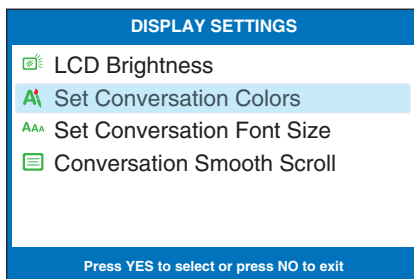 DISPLAY SETTINGS
LCD Brightness
Set Conversation Colors
AAA Set Conversation Font Size
Conversation Smooth Scroll
Press YES to select or press NO to exit